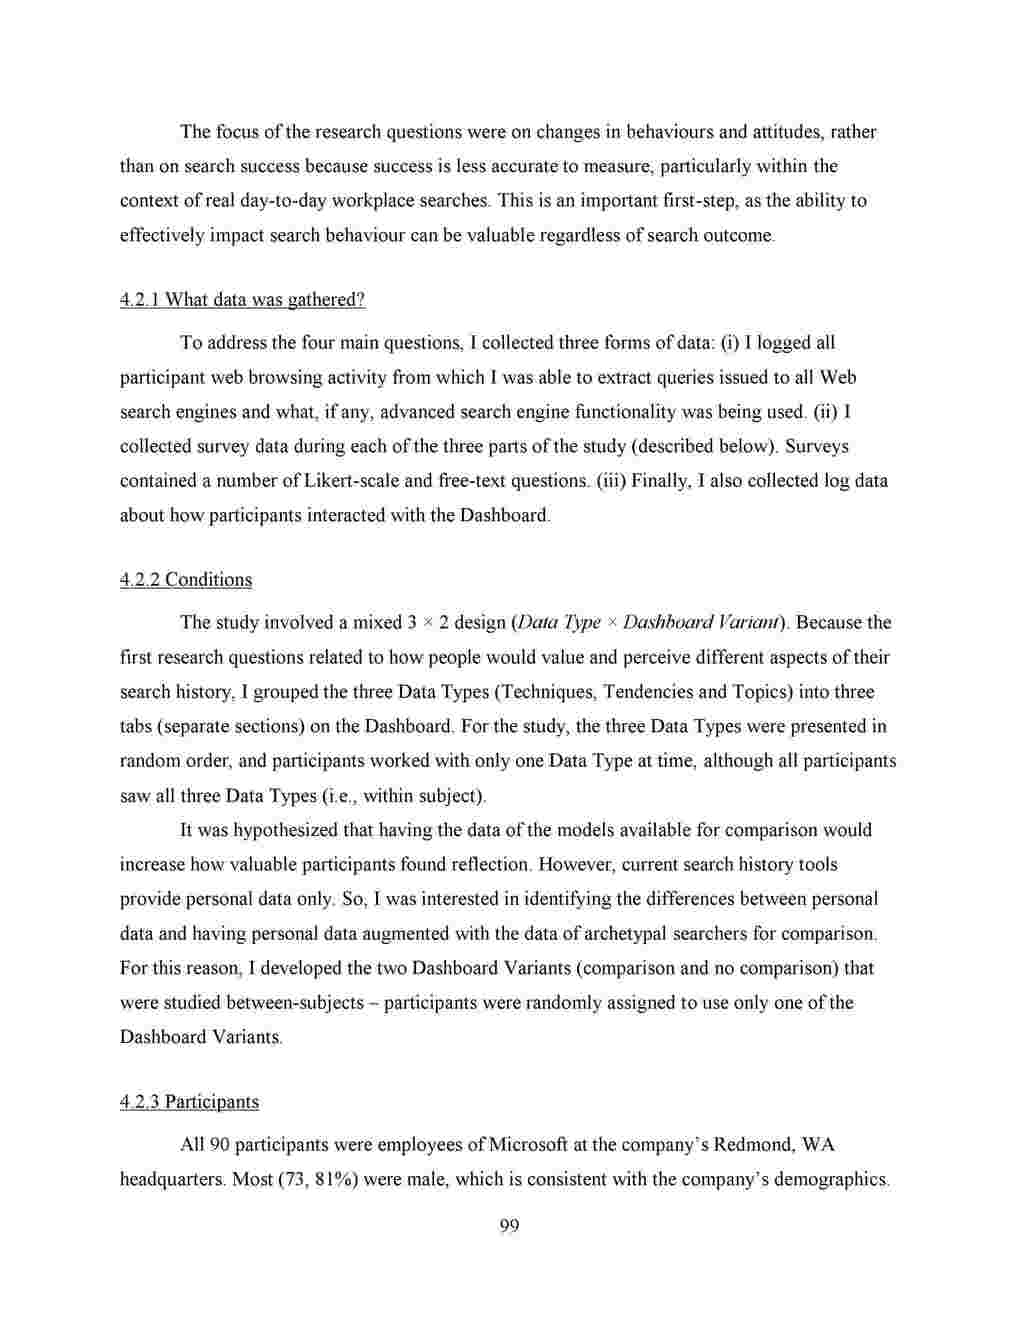 The focus of the research questions were on changes in behaviours and attitudes, rather
than on search success because success is less accurate to measure, particularly within the
context of real day-to-day workplace searches. This is an important first-step, as the ability to
effectively impact search behaviour can be valuable regardless of search outcome.
4.2.1 What data was gathered?
To address the four main questions, I collected three forms of data: (i) I logged all
participant web browsing activity from which I was able to extract queries issued to all Web
search engines and what, if any, advanced search engine functionality was being used. (ii) I
collected survey data during each of the three parts of the study (described below). Surveys
contained a number of Likert-scale and free-text questions. (iii) Finally, I also collected log data
about how participants interacted with the Dashboard.
4.2.2 Conditions
The study involved a mixed 3 × 2 design (Data Type × Dashboard Variant). Because the
first research questions related to how people would value and perceive different aspects of their
search history, I grouped the three Data Types (Techniques, Tendencies and Topics) into three
tabs (separate sections) on the Dashboard. For the study, the three Data Types were presented in
random order, and participants worked with only one Data Type at time, although all participants
saw all three Data Types (i.e., within subject).
It was hypothesized that having the data of the models available for comparison would
increase how valuable participants found reflection. However, current search history tools
provide personal data only. So, I was interested in identifying the differences between personal
data and having personal data augmented with the data of archetypal searchers for comparison.
For this reason, I developed the two Dashboard Variants (comparison and no comparison) that
were studied between-subjects – participants were randomly assigned to use only one of the
Dashboard Variants.
4.2.3 Participants
All 90 participants were employees of Microsoft at the company’s Redmond, WA
headquarters. Most (73, 81%) were male, which is consistent with the company’s demographics.
99